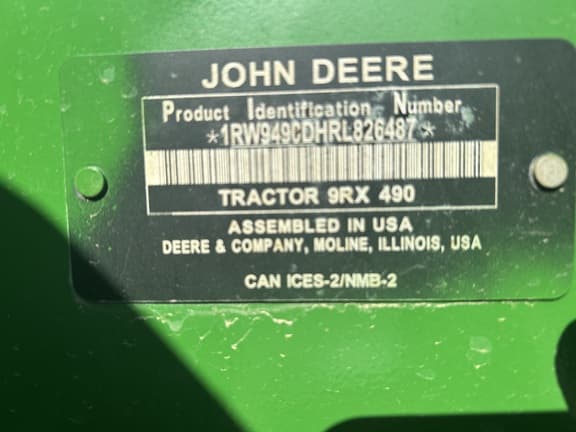 JOHN DEERE
Product Identification Number
*1RW949CDHRL826487*
TRACTOR 9RX 490
ASSEMBLED IN USA
DEERE & COMPANY, MOLINE, ILLINOIS, USA
CAN ICES-2/NMB-2